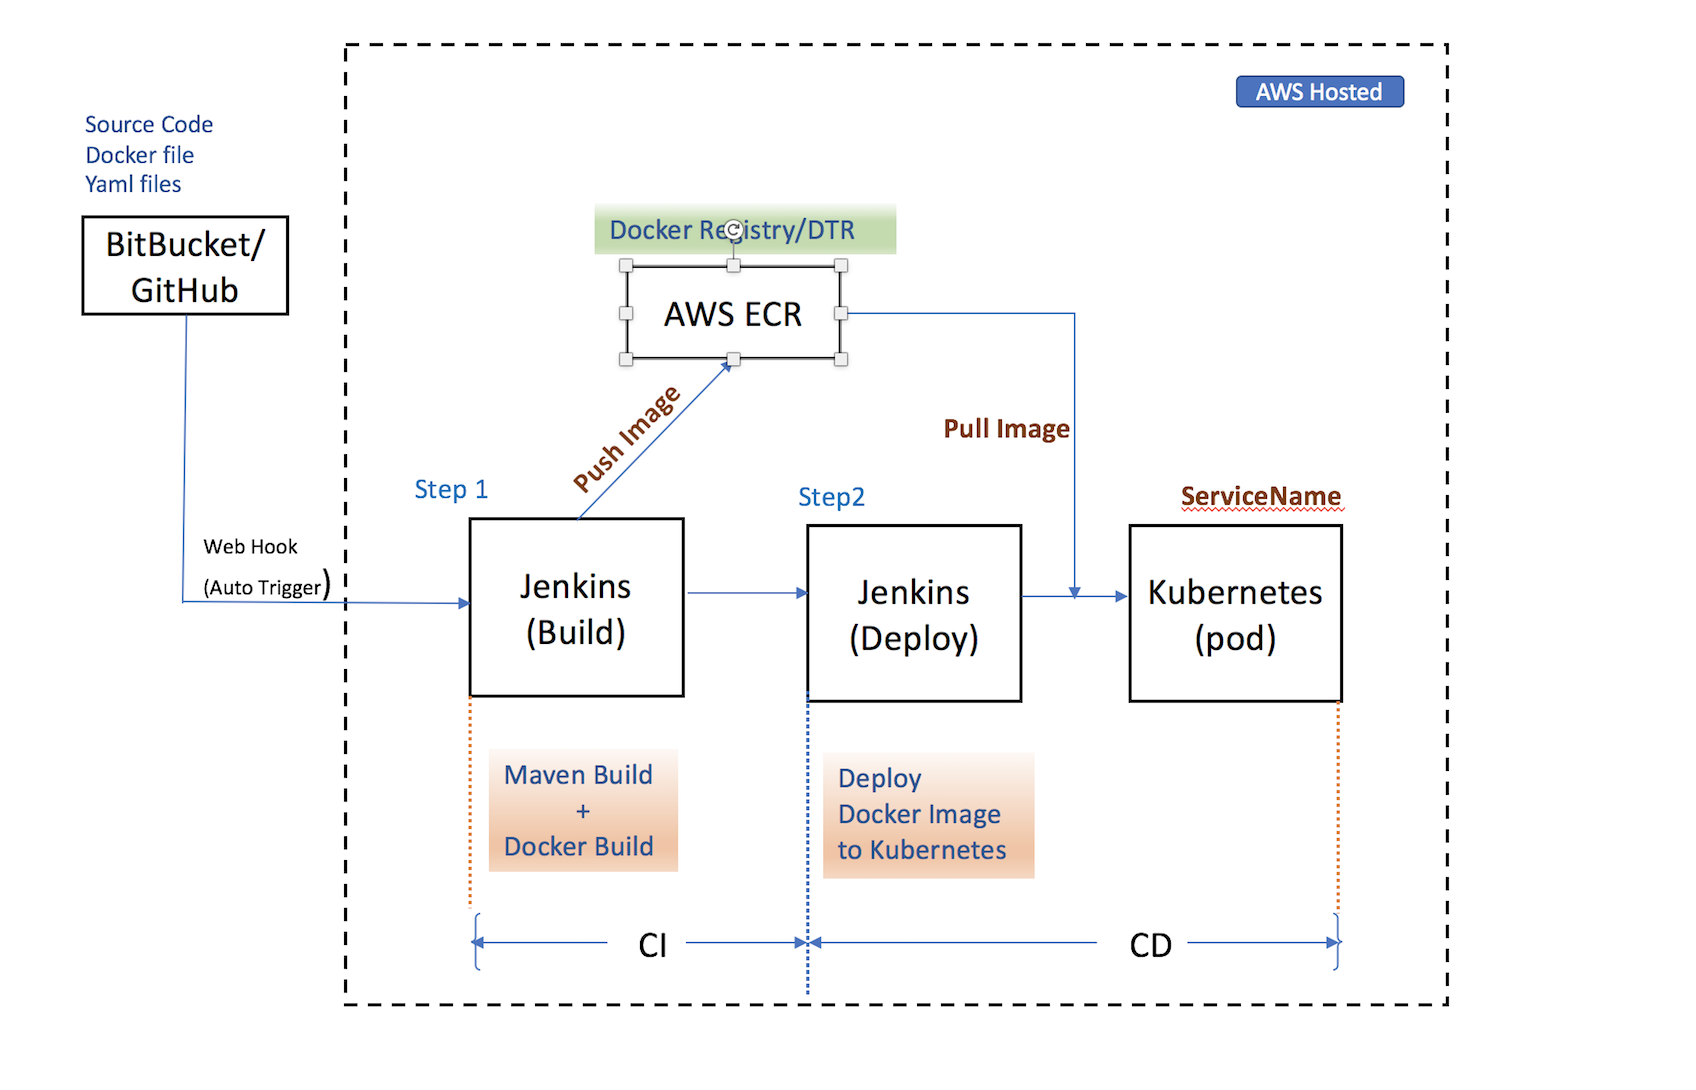 AWS Hosted
Source Code
Docker file
Yaml files
BitBucket/
GitHub
Docker Registry/DTR
AWS ECR
Push Image
Pull Image
Step 1
Step2
ServiceName
Web Hook
(Auto Trigger)
Jenkins
(Build)
Jenkins
(Deploy)
Kubernetes
(pod)
Maven Build
+
Docker Build
Deploy
Docker Image
to Kubernetes
CI
CD